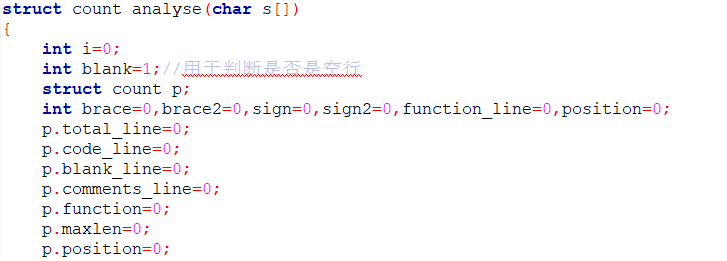 struct count analyse(char s[])
{
    int i=0;
    int blank=1;//用于判断是否是空行
    struct count p;
    int brace=0,brace2=0,sign=0,sign2=0,function_line=0,position=0;
    p.total_line=0;
    p.code_line=0;
    p.blank_line=0;
    p.comments_line=0;
    p.function=0;
    p.maxlen=0;
    p.position=0;